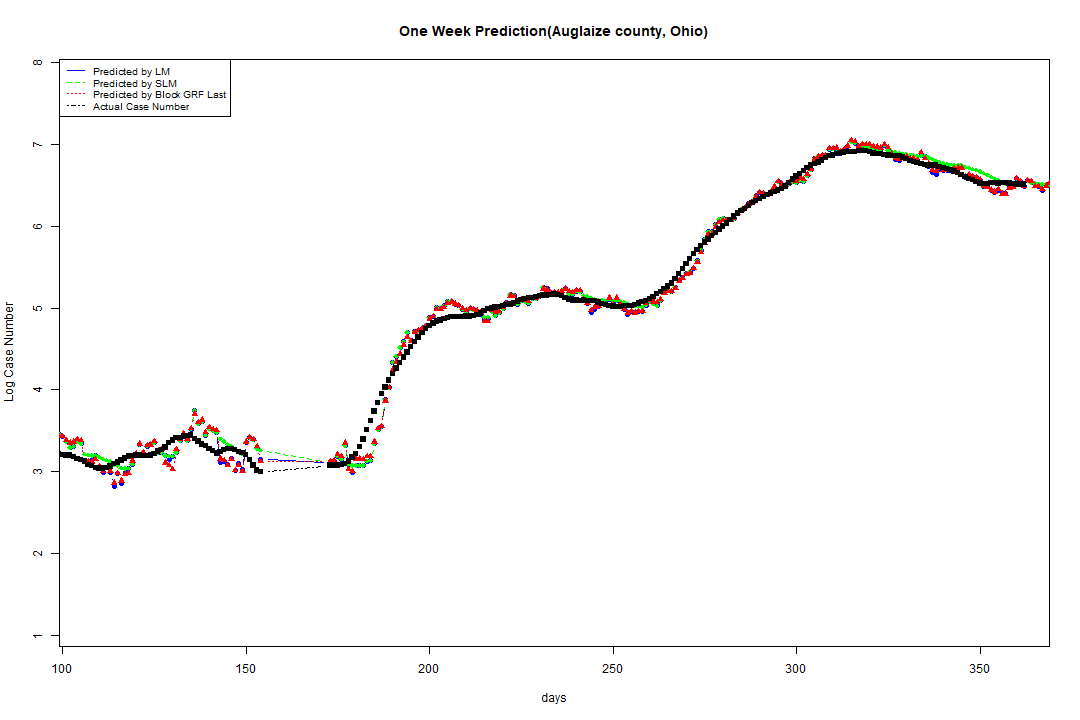 One Week Prediction(Auglaize county, Ohio)
Predicted by LM
Predicted by SLM
Predicted by Block GRF Last
Actual Case Number
Log Case Number
8
7
6
5
4
3
2
1
100 150 200 250 300 350
days